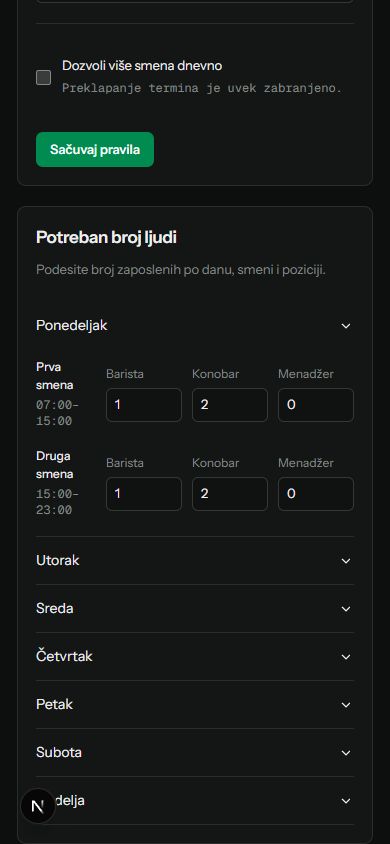 Dozvoli više smena dnevno
Preklapanje termina je uvek zabranjeno.
Sačuvaj pravila
Potreban broj ljudi
Podesite broj zaposlenih po danu, smeni i poziciji.
Ponedeljak
Prva
smena
07:00–
15:00
Barista
Konobar
Menadžer
1
2
0
Druga
smena
15:00–
23:00
Barista
Konobar
Menadžer
1
2
0
Utorak
Sreda
Četvrtak
Petak
Subota
N
delja